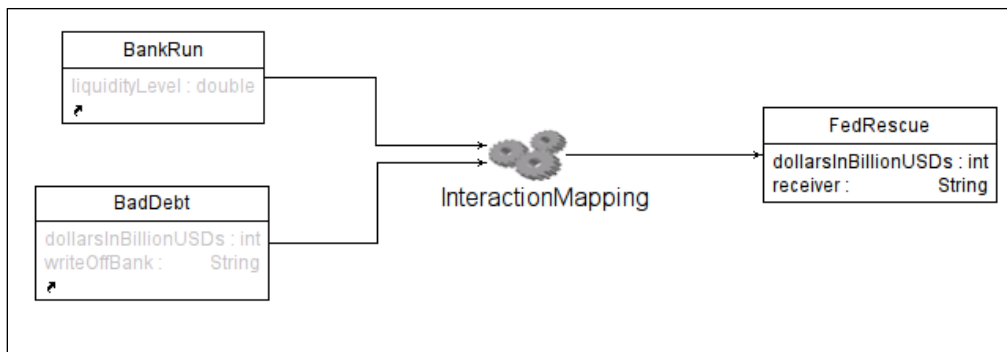 BankRun
liquidityLevel : double
BadDebt
dollarsInBillionUSDs : int
writeOffBank : String
InteractionMapping
FedRescue
dollarsInBillionUSDs : int
receiver : String